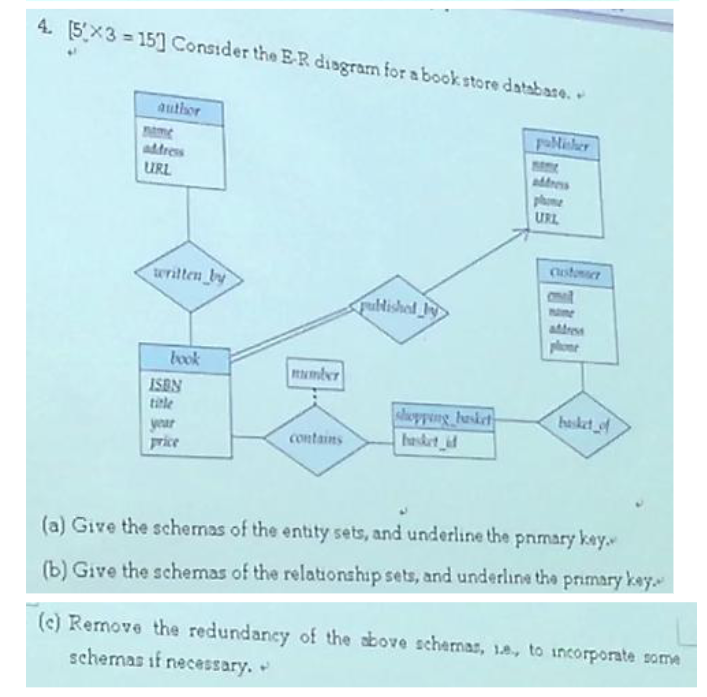 4. [5'×3 = 15'] Consider the E-R diagram for a book store database.
author
name
address
URL
publisher
name
address
phone
URL
written_by
customer
email
name
address
phone
published_by
book
ISBN
title
year
price
number
contains
shopping_basket
basket_id
basket_of
(a) Give the schemas of the entity sets, and underline the primary key.
(b) Give the schemas of the relationship sets, and underline the primary key.
(c) Remove the redundancy of the above schemas, i.e., to incorporate some
schemas if necessary.